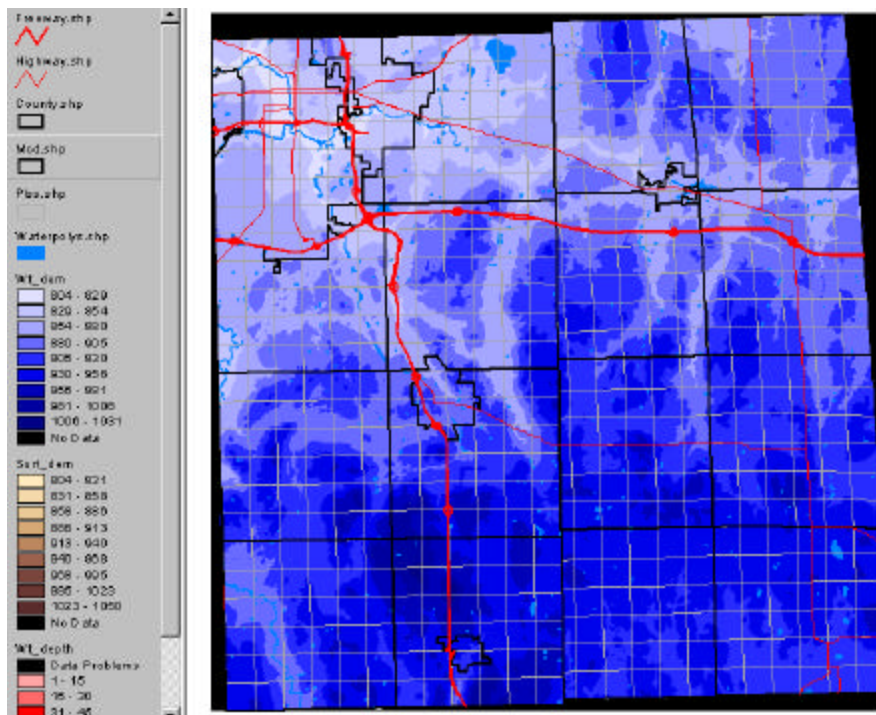 Freeway.shp
Highway.shp
County.shp
Mcd.shp
Plss.shp
Waterpolys.shp
Wt_dem
804 - 829
829 - 854
854 - 880
880 - 905
905 - 930
930 - 956
956 - 981
981 - 1006
1006 - 1031
No Data
Surf_dem
804 - 831
831 - 858
858 - 886
886 - 913
913 - 940
940 - 968
968 - 995
995 - 1023
1023 - 1050
No Data
Wt_depth
Data Problems
1 - 15
16 - 30
31 - 45